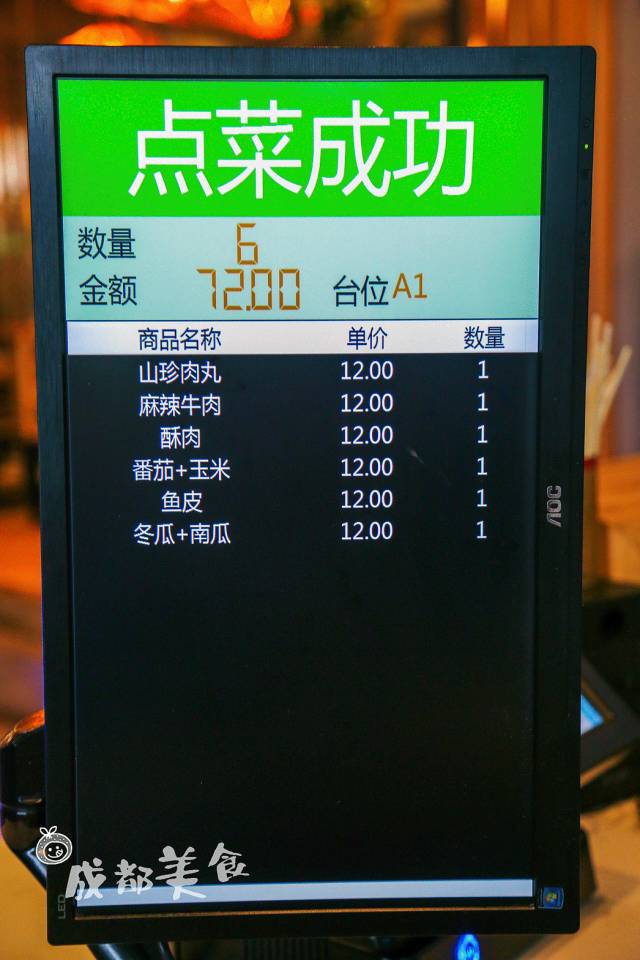 点菜成功
数量 6
金额 72.00 台位 A1
商品名称 单价 数量
山珍肉丸 12.00 1
麻辣牛肉 12.00 1
酥肉 12.00 1
番茄+玉米 12.00 1
鱼皮 12.00 1
冬瓜+南瓜 12.00 1
AOC
成都美食
LED